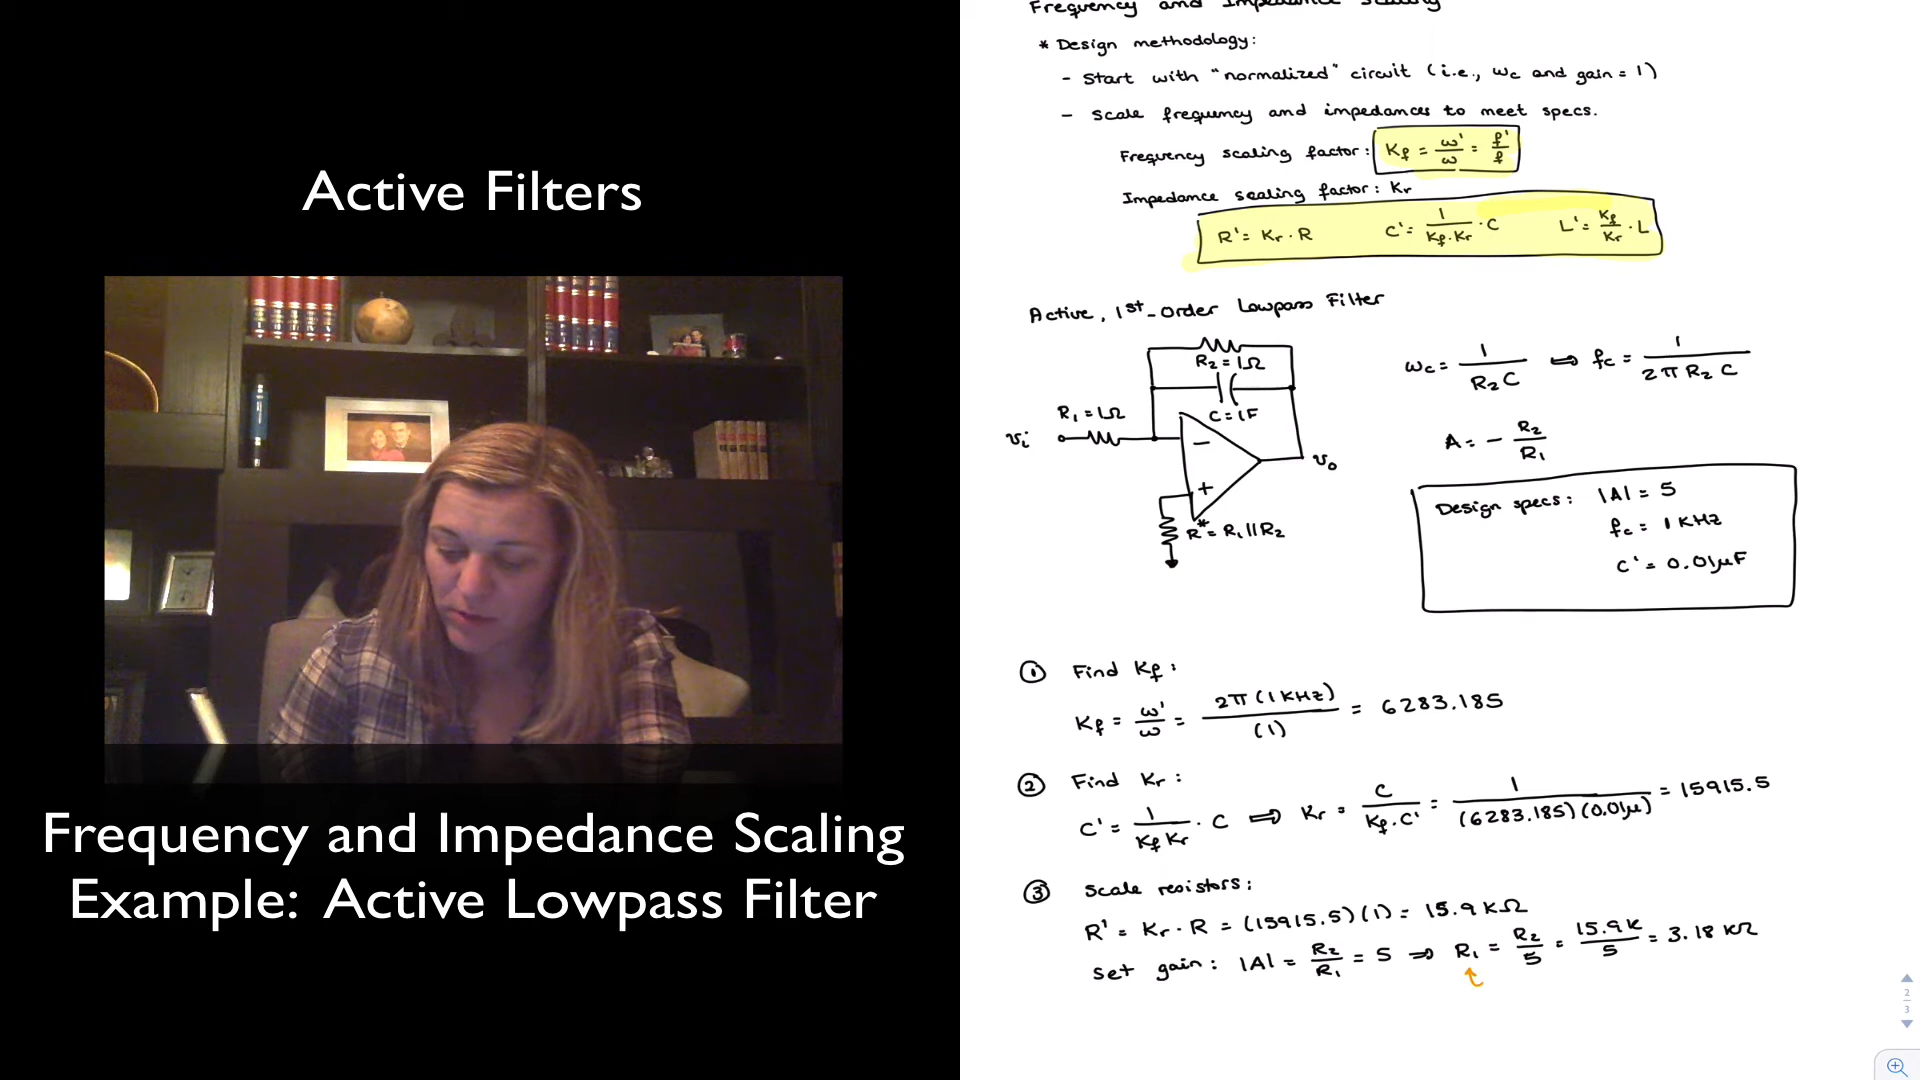 Active Filters
Frequency and Impedance Scaling
Example: Active Lowpass Filter
Frequency and Impedance Scaling
* Design methodology:
- Start with "normalized" circuit (i.e., ωc and gain = 1)
- Scale frequency and impedances to meet specs.
Frequency scaling factor: Kf = ω'/ω = f'/f
Impedance scaling factor: Kr
R' = Kr · R C' = 1/(Kf·Kr) · C L' = Kf/Kr · L
Active, 1st-order Lowpass Filter
R2 = 1Ω
C = 1F
R1 = 1Ω
vi
−
+
vo
R* = R1 || R2
ωc = 1/(R2 C) ⟹ fc = 1/(2π R2 C)
A = − R2/R1
Design specs: |A| = 5
fc = 1 KHz
C' = 0.01μF
① Find Kf:
Kf = ω'/ω = 2π(1KHz)/(1) = 6283.185
② Find Kr:
C' = 1/(Kf Kr) · C ⟹ Kr = C/(Kf·C') = 1/((6283.185)(0.01μ)) = 15915.5
③ Scale resistors:
R' = Kr · R = (15915.5)(1) = 15.9 KΩ
Set gain: |A| = R2/R1 = 5 ⟹ R1 = R2/5 = 15.9K/5 = 3.18 KΩ
2
3